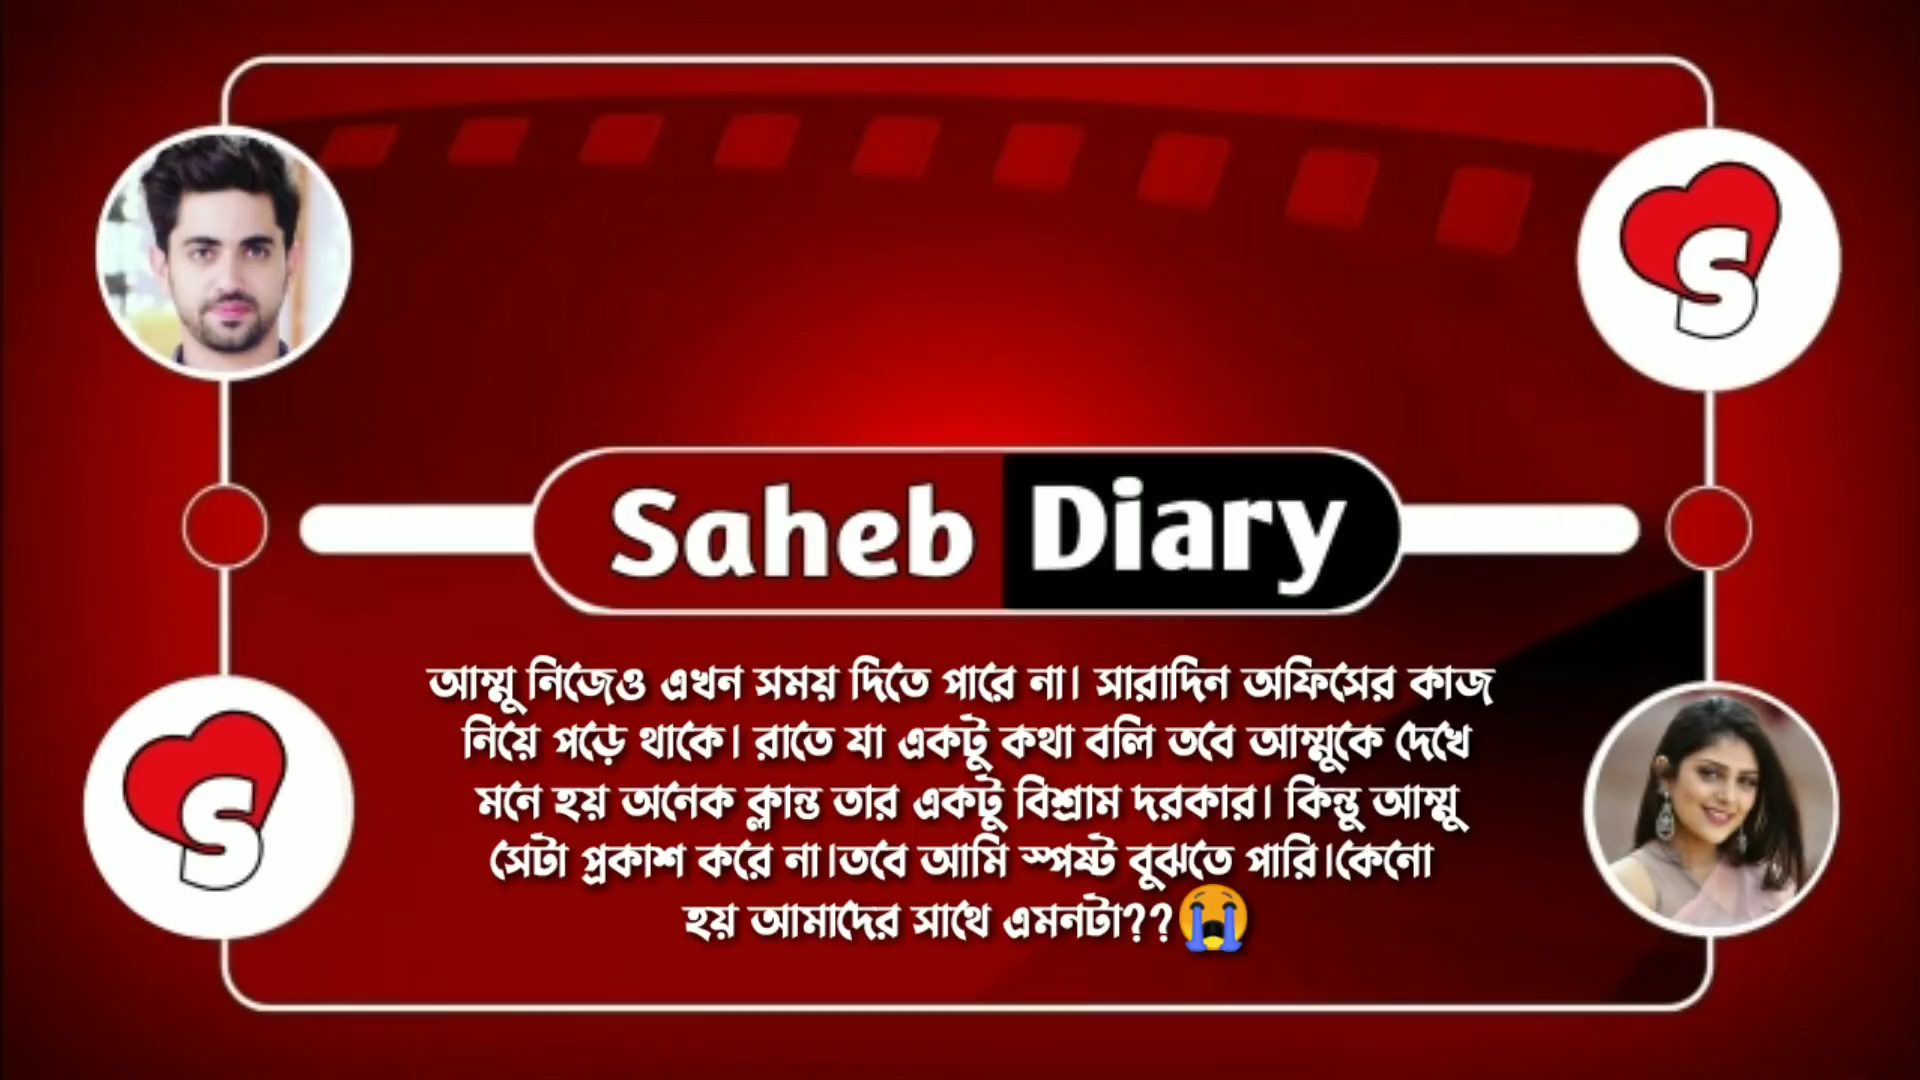 S
Saheb Diary
আম্মু নিজেও এখন সময় দিতে পারে না। সারাদিন অফিসের কাজ
নিয়ে পড়ে থাকে। রাতে যা একটু কথা বলি তবে আম্মুকে দেখে
মনে হয় অনেক ক্লান্ত তার একটু বিশ্রাম দরকার। কিন্তু আম্মু
সেটা প্রকাশ করে না।তবে আমি স্পষ্ট বুঝতে পারি।কেনো
হয় আমাদের সাথে এমনটা??😭
S